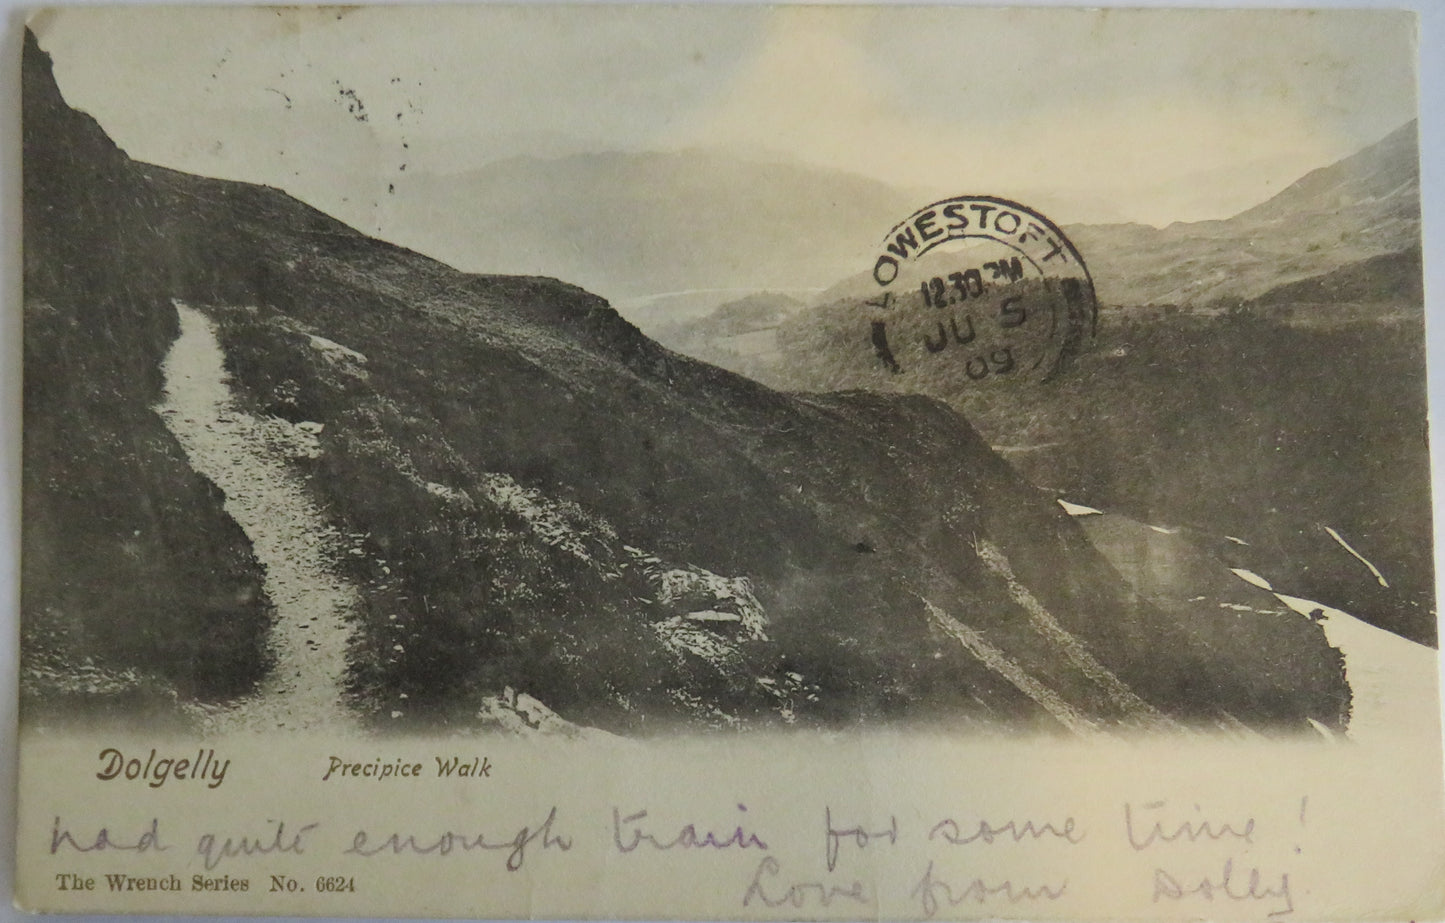 LOWESTOFT
12.30 PM
JU 5
09
Dolgelly Precipice Walk
had quite enough train for some time!
The Wrench Series No. 6624
Love from Dolly.